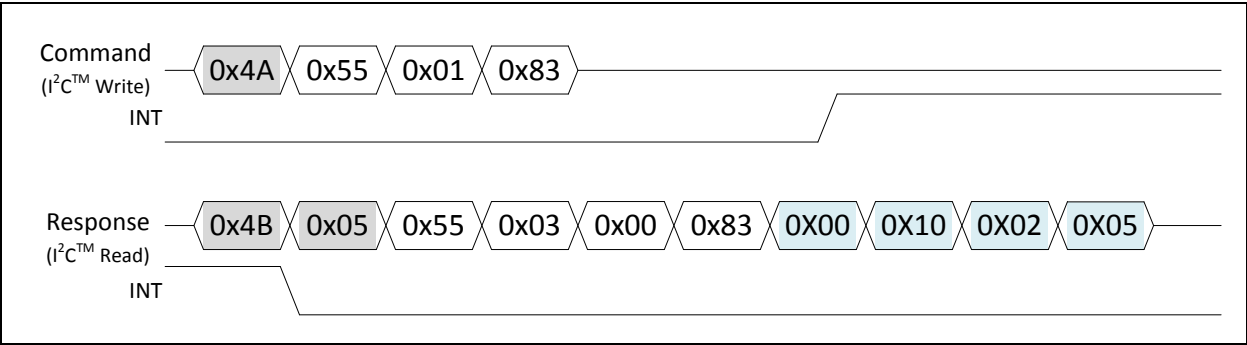 Command 0x4A 0x55 0x01 0x83
(I²C™ Write)
INT
Response 0x4B 0x05 0x55 0x03 0x00 0x83 0X00 0X10 0X02 0X05
(I²C™ Read)
INT